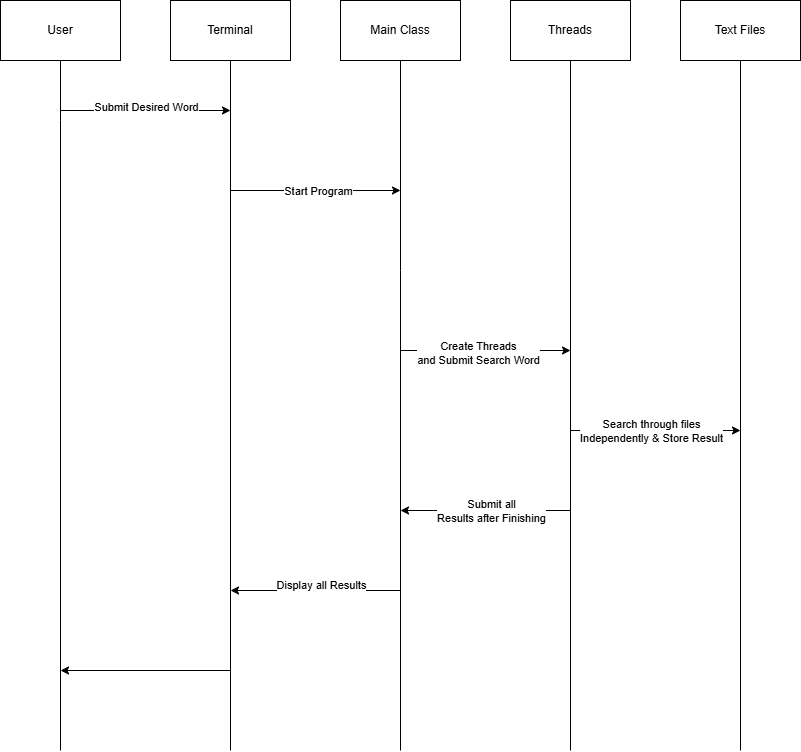 User
Terminal
Main Class
Threads
Text Files
Submit Desired Word
Start Program
Create Threads
and Submit Search Word
Search through files
Independently & Store Result
Submit all
Results after Finishing
Display all Results